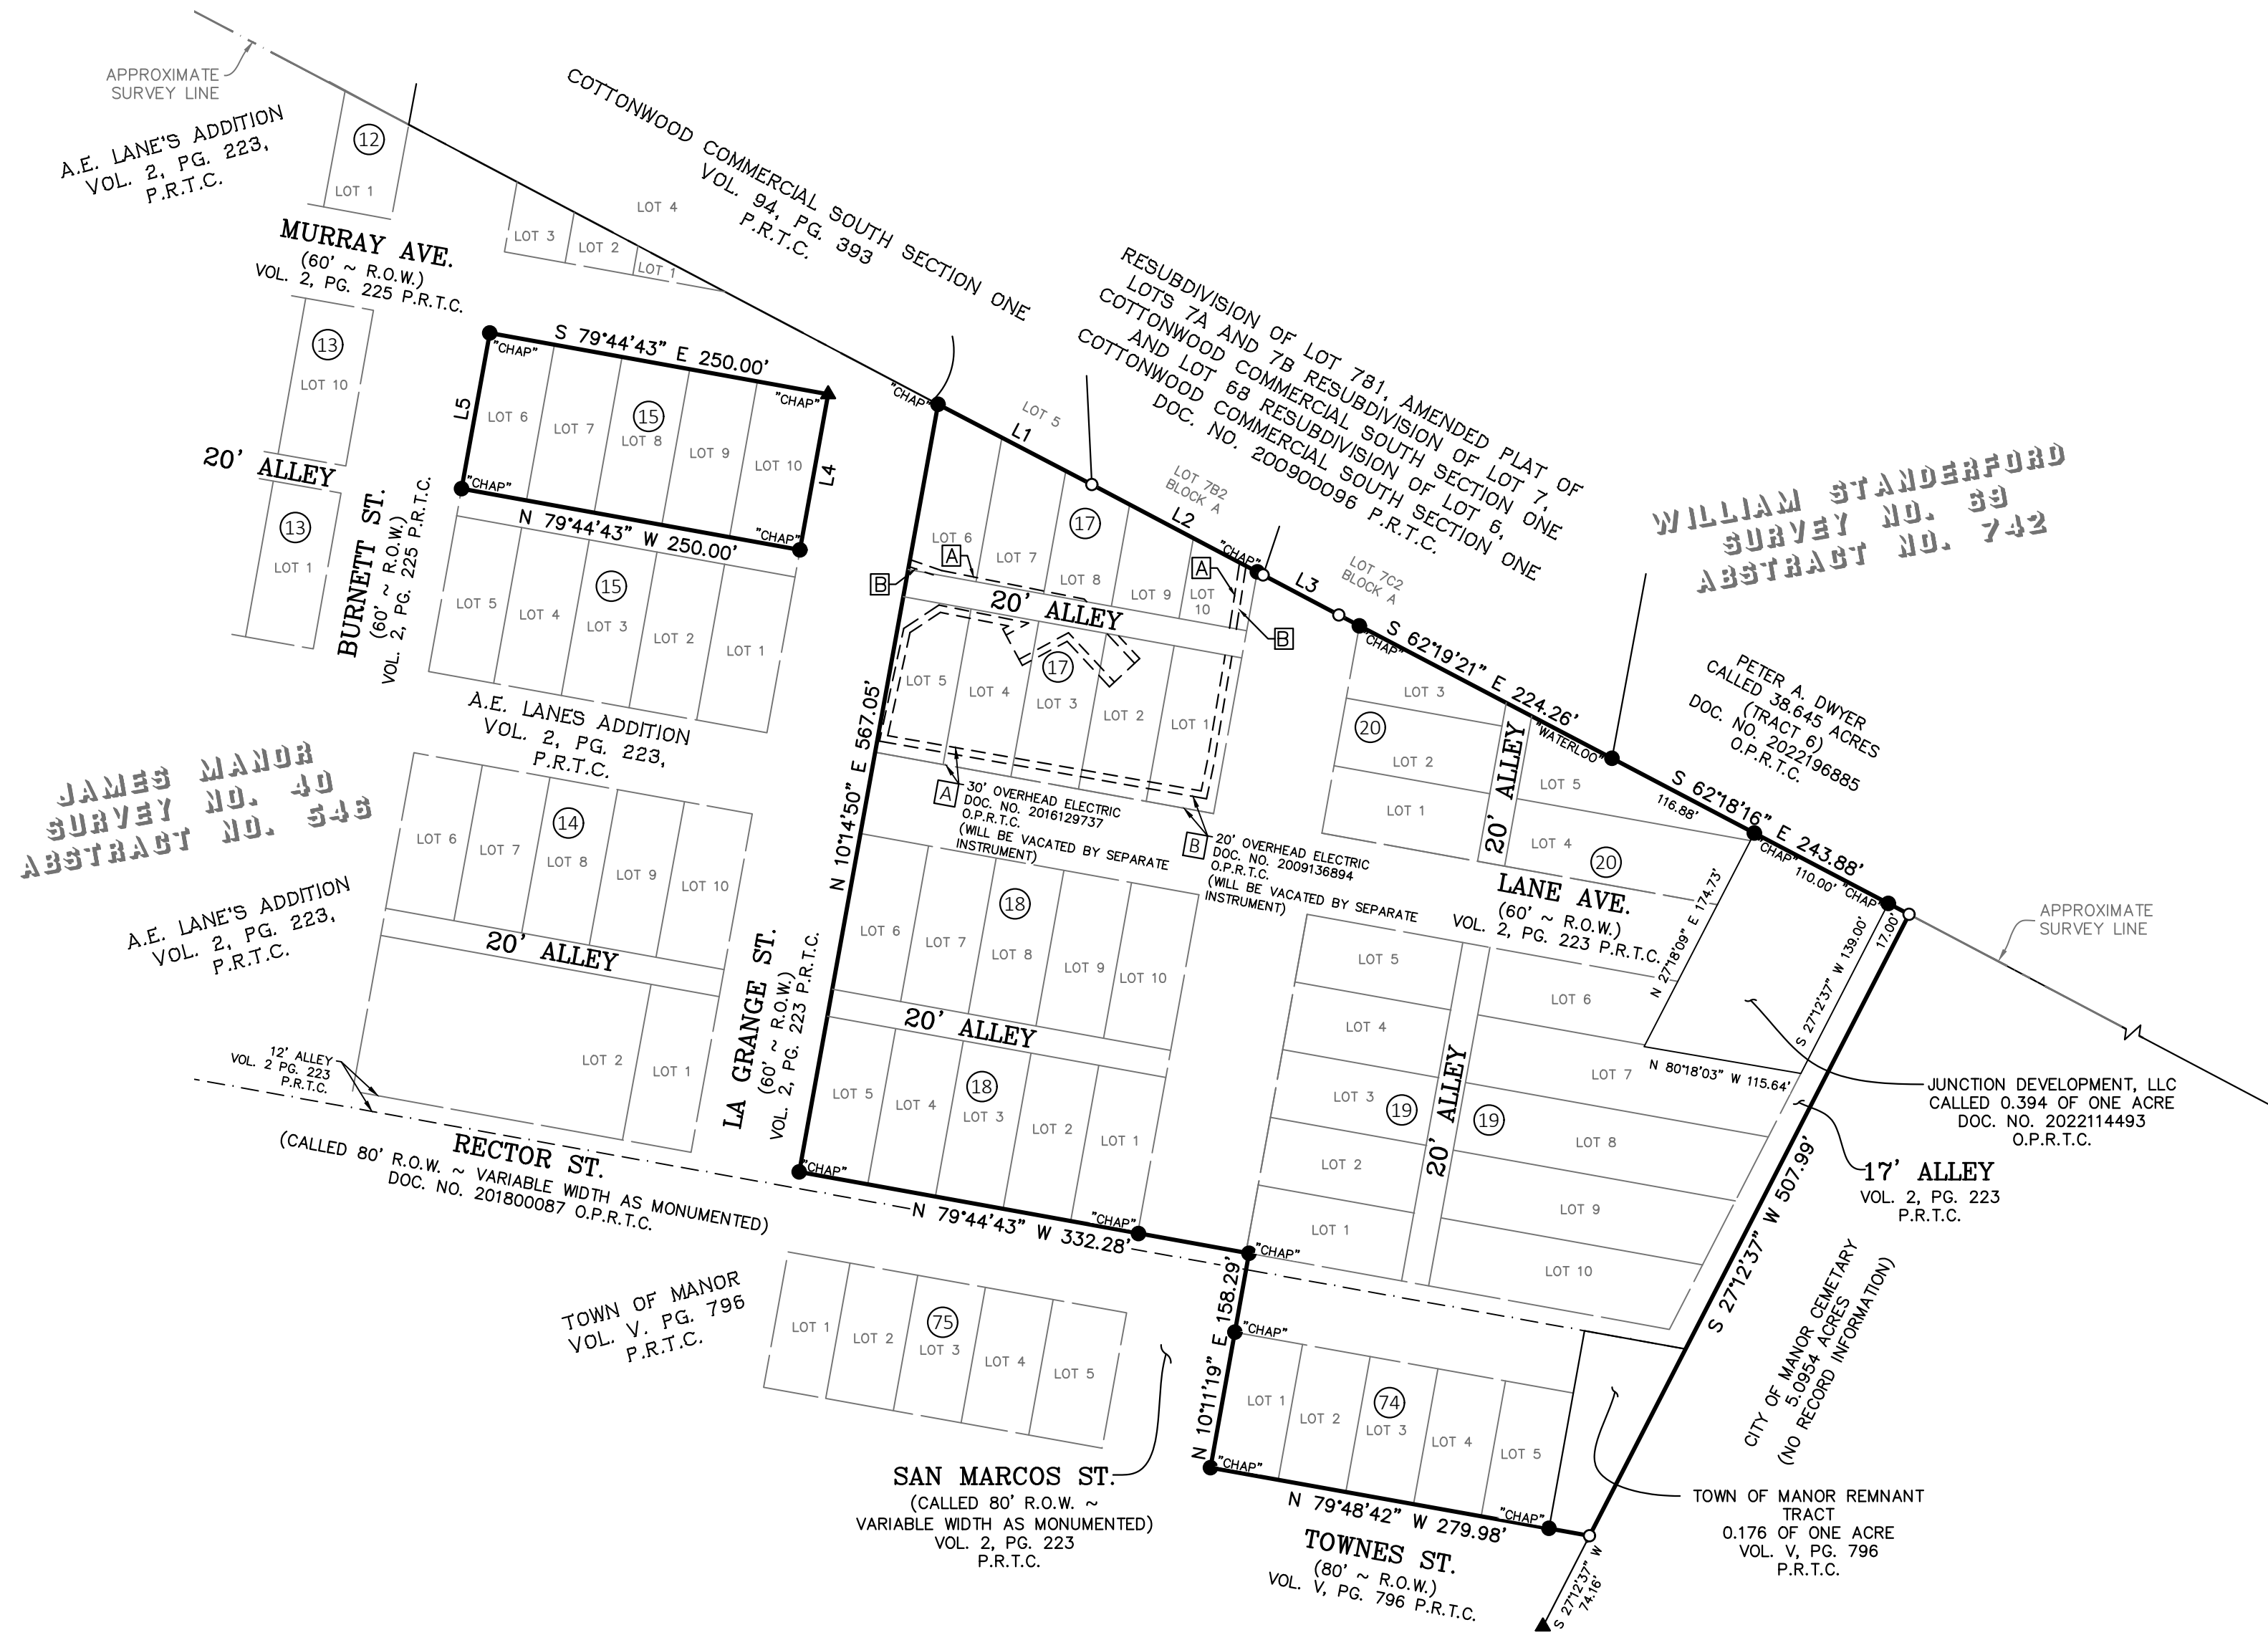 APPROXIMATE
SURVEY LINE
A.E. LANE'S ADDITION
VOL. 2, PG. 223,
P.R.T.C.
12
LOT 1
COTTONWOOD COMMERCIAL SOUTH SECTION ONE
VOL. 94, PG. 393
P.R.T.C.
LOT 4
LOT 3
LOT 2
LOT 1
MURRAY AVE.
(60' ~ R.O.W.)
VOL. 2, PG. 225 P.R.T.C.
RESUBDIVISION OF LOT 781, AMENDED PLAT OF
LOTS 7A AND 7B RESUBDIVISION OF LOT 7,
COTTONWOOD COMMERCIAL SOUTH SECTION ONE
AND LOT 68 RESUBDIVISION OF LOT 6,
COTTONWOOD COMMERCIAL SOUTH SECTION ONE
DOC. NO. 200900096 P.R.T.C.
13
LOT 10
20' ALLEY
13
LOT 1
BURNETT ST.
(60' ~ R.O.W.)
VOL. 2, PG. 225 P.R.T.C.
S 79°44'43" E 250.00'
"CHAP"
"CHAP"
L5
LOT 6
LOT 7
15
LOT 8
LOT 9
LOT 10
L4
"CHAP"
"CHAP"
N 79°44'43" W 250.00'
15
LOT 5
LOT 4
LOT 3
LOT 2
LOT 1
A.E. LANES ADDITION
VOL. 2, PG. 223,
P.R.T.C.
"CHAP"
LOT 5
L1
LOT 7B2
BLOCK A
L2
"CHAP"
LOT 7C2
BLOCK A
L3
"CHAP"
WILLIAM STANDERFORD
SURVEY NO. 69
ABSTRACT NO. 742
LOT 6
LOT 7
17
LOT 8
LOT 9
LOT
10
A
B
A
B
20' ALLEY
17
LOT 5
LOT 4
LOT 3
LOT 2
LOT 1
N 10°14'50" E 567.05'
A
30' OVERHEAD ELECTRIC
DOC. NO. 2016129737
O.P.R.T.C.
(WILL BE VACATED BY SEPARATE
INSTRUMENT)
B
20' OVERHEAD ELECTRIC
DOC. NO. 2009136894
O.P.R.T.C.
(WILL BE VACATED BY SEPARATE
INSTRUMENT)
S 62°19'21" E 224.26'
"WATERLOO"
LOT 3
20
LOT 2
LOT 1
20' ALLEY
LOT 5
LOT 4
20
PETER A. DWYER
CALLED 38.645 ACRES
(TRACT 6)
DOC. NO. 2022196885
O.P.R.T.C.
S 62°18'16" E 243.88'
116.88'
"CHAP"
110.00'
"CHAP"
17.00'
APPROXIMATE
SURVEY LINE
JAMES MANOR
SURVEY NO. 40
ABSTRACT NO. 546
A.E. LANE'S ADDITION
VOL. 2, PG. 223,
P.R.T.C.
LOT 6
LOT 7
14
LOT 8
LOT 9
LOT 10
20' ALLEY
LOT 2
LOT 1
12' ALLEY
VOL. 2 PG. 223
P.R.T.C.
LA GRANGE ST.
(60' ~ R.O.W.)
VOL. 2, PG. 223 P.R.T.C.
18
LOT 6
LOT 7
LOT 8
LOT 9
LOT 10
20' ALLEY
18
LOT 5
LOT 4
LOT 3
LOT 2
LOT 1
LANE AVE.
(60' ~ R.O.W.)
VOL. 2, PG. 223 P.R.T.C.
N 27°18'09" E 174.73'
S 27°12'37" W 139.00'
N 80°18'03" W 115.64'
LOT 5
LOT 4
LOT 3
19
LOT 2
LOT 1
20' ALLEY
LOT 6
LOT 7
19
LOT 8
LOT 9
LOT 10
JUNCTION DEVELOPMENT, LLC
CALLED 0.394 OF ONE ACRE
DOC. NO. 2022114493
O.P.R.T.C.
17' ALLEY
VOL. 2, PG. 223
P.R.T.C.
S 27°12'37" W 507.99'
CITY OF MANOR CEMETARY
5.0954 ACRES
(NO RECORD INFORMATION)
RECTOR ST.
(CALLED 80' R.O.W. ~ VARIABLE WIDTH AS MONUMENTED)
DOC. NO. 2018000087 O.P.R.T.C.
"CHAP"
N 79°44'43" W 332.28'
"CHAP"
"CHAP"
N 10°11'19" E 158.29'
"CHAP"
TOWN OF MANOR
VOL. V. PG. 796
P.R.T.C.
LOT 1
LOT 2
75
LOT 3
LOT 4
LOT 5
LOT 1
LOT 2
74
LOT 3
LOT 4
LOT 5
"CHAP"
"CHAP"
N 79°48'42" W 279.98'
SAN MARCOS ST.
(CALLED 80' R.O.W. ~
VARIABLE WIDTH AS MONUMENTED)
VOL. 2, PG. 223
P.R.T.C.
TOWNES ST.
(80' ~ R.O.W.)
VOL. V, PG. 796 P.R.T.C.
TOWN OF MANOR REMNANT
TRACT
0.176 OF ONE ACRE
VOL. V, PG. 796
P.R.T.C.
S 27°12'37" W
74.16'